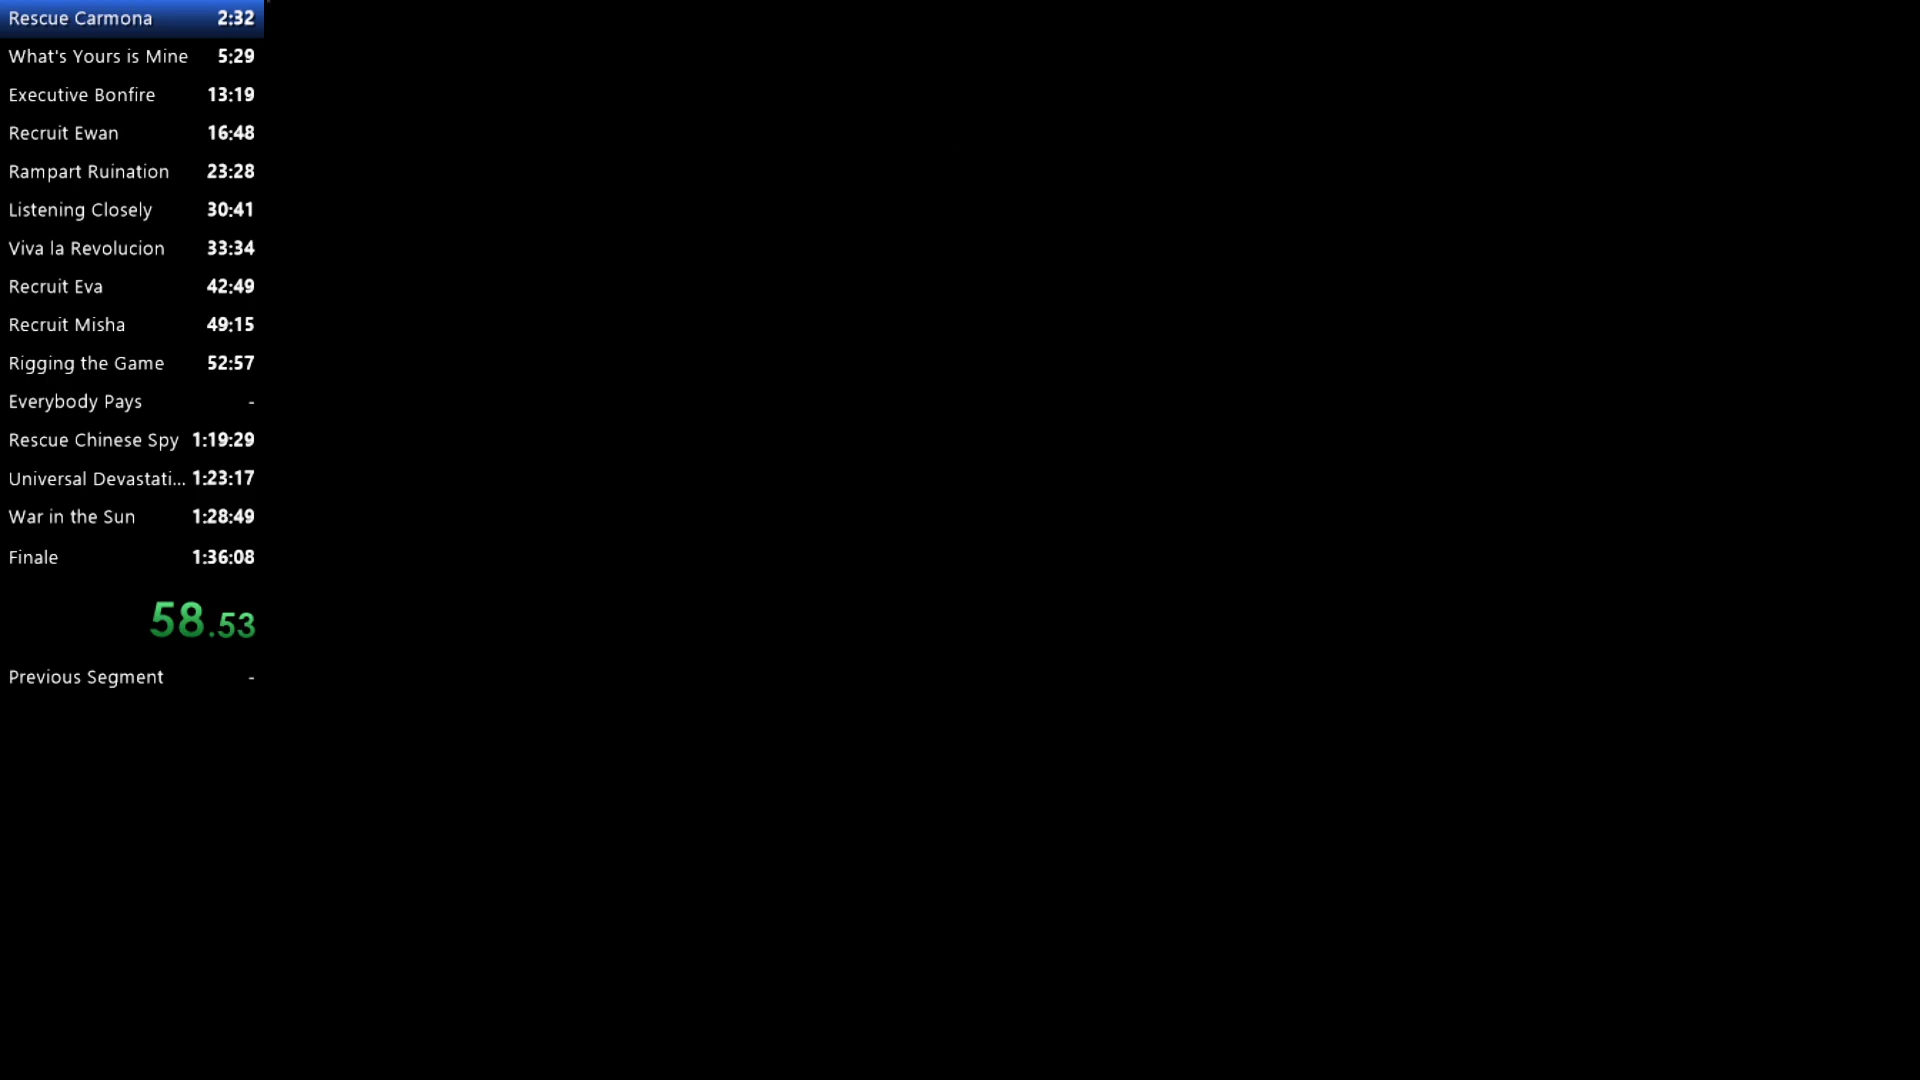 Rescue Carmona 2:32
What's Yours is Mine 5:29
Executive Bonfire 13:19
Recruit Ewan 16:48
Rampart Ruination 23:28
Listening Closely 30:41
Viva la Revolucion 33:34
Recruit Eva 42:49
Recruit Misha 49:15
Rigging the Game 52:57
Everybody Pays -
Rescue Chinese Spy 1:19:29
Universal Devastati... 1:23:17
War in the Sun 1:28:49
Finale 1:36:08
58.53
Previous Segment -